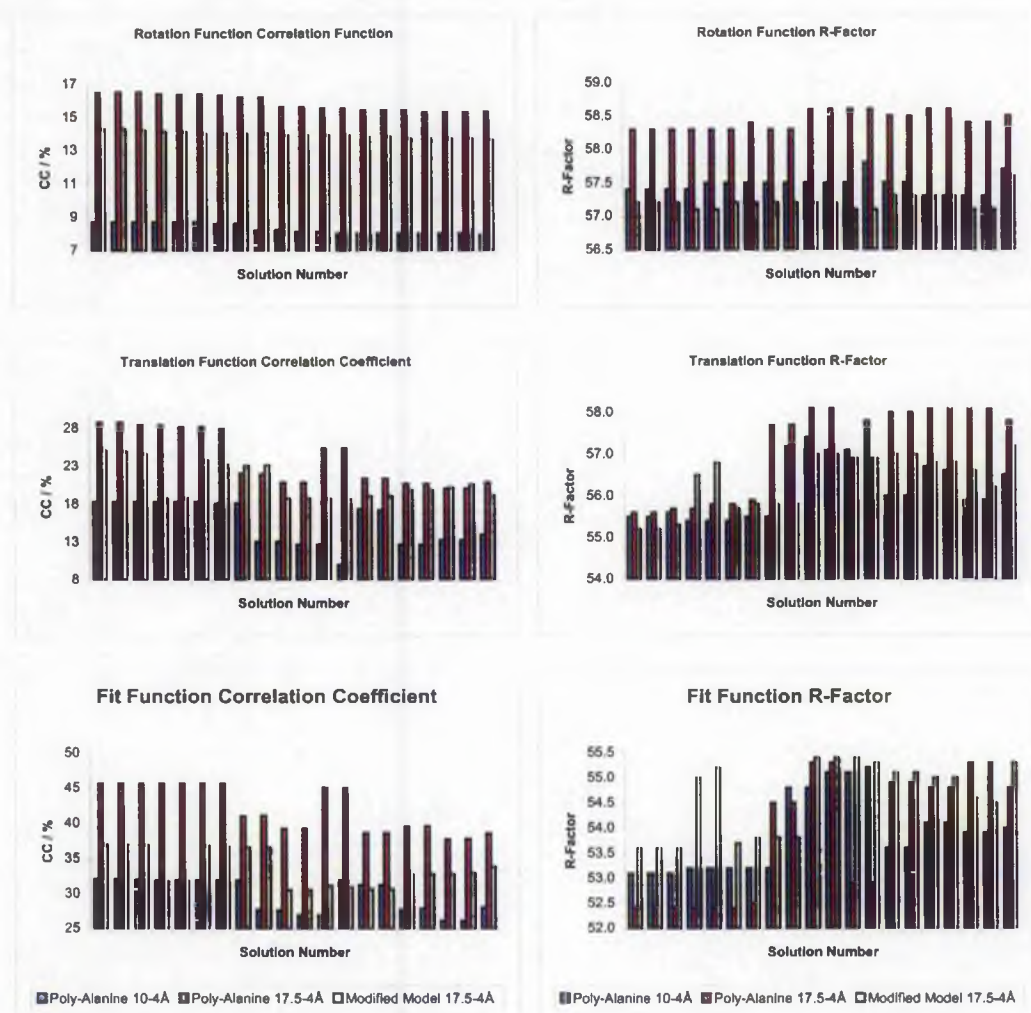 Rotation Function Correlation Function
17
15
13
11
9
7
CC / %
Solution Number
Rotation Function R-Factor
59.0
58.5
58.0
57.5
57.0
56.5
R-Factor
Solution Number
Translation Function Correlation Coefficient
28
23
18
13
8
CC / %
Solution Number
Translation Function R-Factor
58.0
57.0
56.0
55.0
54.0
R-Factor
Solution Number
Fit Function Correlation Coefficient
50
45
40
35
30
25
CC / %
Solution Number
Poly-Alanine 10-4Å Poly-Alanine 17.5-4Å Modified Model 17.5-4Å
Fit Function R-Factor
55.5
55.0
54.5
54.0
53.5
53.0
52.5
52.0
R-Factor
Solution Number
Poly-Alanine 10-4Å Poly-Alanine 17.5-4Å Modified Model 17.5-4Å